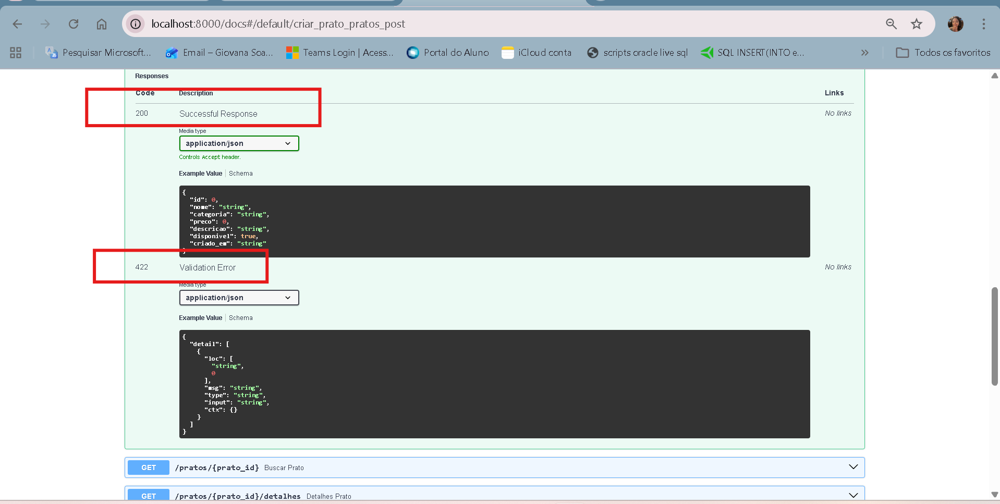 localhost:8000/docs#/default/criar_prato_pratos_post
Pesquisar Microsoft...
Email – Giovana Soa...
Teams Login | Acess...
Portal do Aluno
iCloud conta
scripts oracle live sql
SQL INSERT(INTO e...
Todos os favoritos
Responses
Code Description Links
200 Successful Response No links
Media type
application/json
Controls Accept header.
Example Value | Schema
{
"id": 0,
"nome": "string",
"categoria": "string",
"preco": 0,
"descricao": "string",
"disponivel": true,
"criado_em": "string"
}
422 Validation Error No links
Media type
application/json
Example Value | Schema
{
"detail": [
{
"loc": [
"string",
0
],
"msg": "string",
"type": "string",
"input": "string",
"ctx": {}
}
]
}
GET /pratos/{prato_id} Buscar Prato
GET /pratos/{prato_id}/detalhes Detalhes Prato